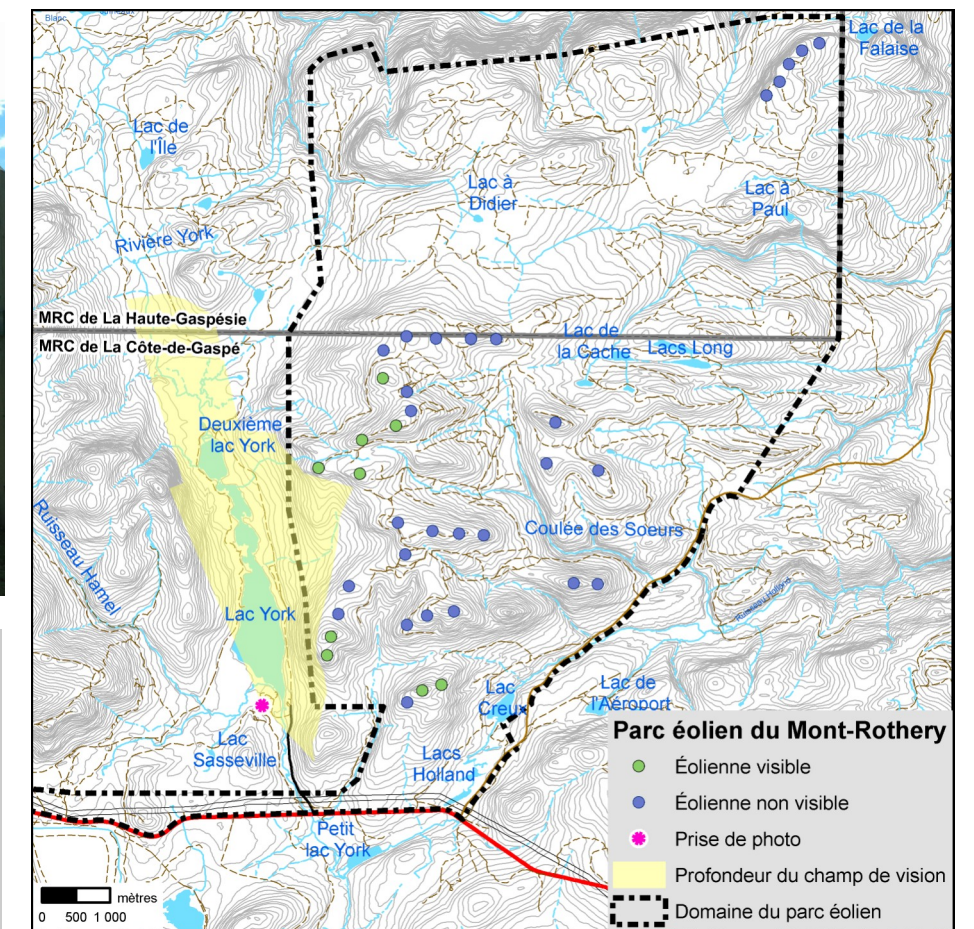 Blanc
Lac de la
Falaise
Lac de
l'Île
Lac à
Didier
Lac à
Paul
Rivière York
MRC de La Haute-Gaspésie
MRC de La Côte-de-Gaspé
Lac de
la Cache
Lacs Long
Deuxième
lac York
Ruisseau Hamel
Coulée des Soeurs
Ruisseau Holland
Lac York
Lac
Creux
Lac de
l'Aéroport
Lac
Sasseville
Lacs
Holland
Petit
lac York
Parc éolien du Mont-Rothery
Éolienne visible
Éolienne non visible
Prise de photo
Profondeur du champ de vision
Domaine du parc éolien
mètres
0 500 1 000